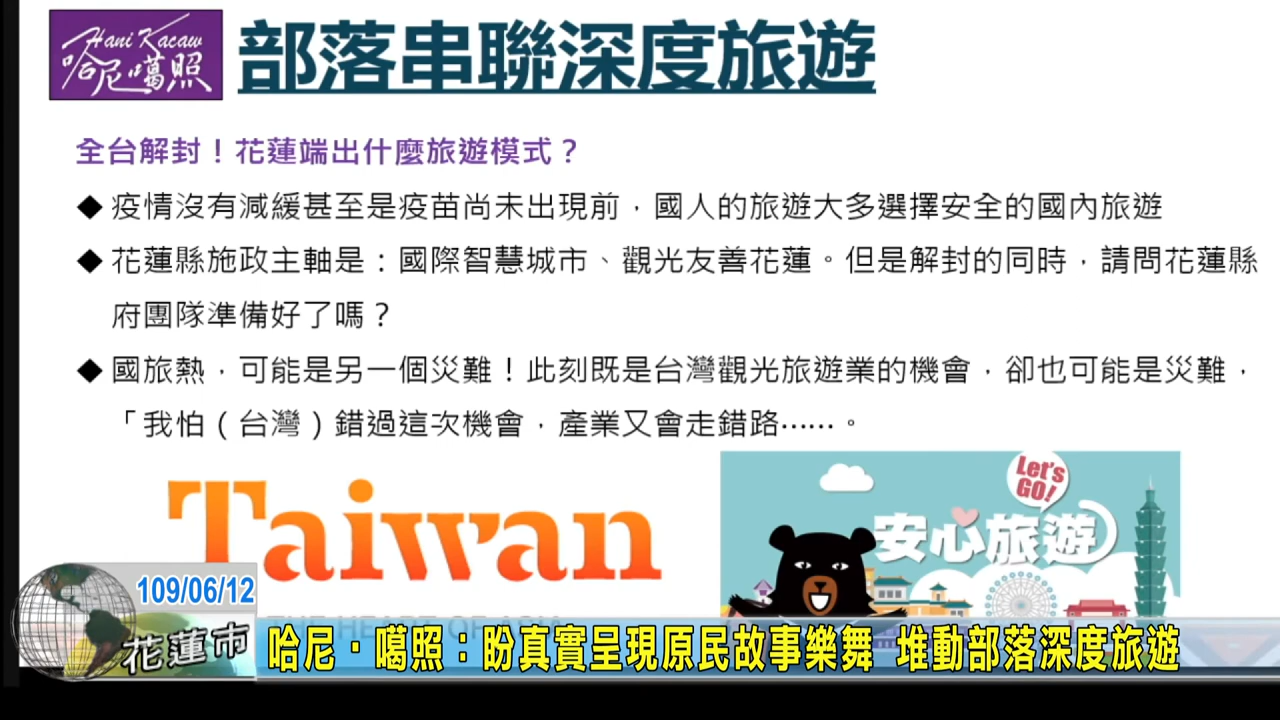 Hani Kacaw
哈尼噶照
部落串聯深度旅遊
全台解封！花蓮端出什麼旅遊模式？
◆ 疫情沒有減緩甚至是疫苗尚未出現前，國人的旅遊大多選擇安全的國內旅遊
◆ 花蓮縣施政主軸是：國際智慧城市、觀光友善花蓮。但是解封的同時，請問花蓮縣
府團隊準備好了嗎？
◆ 國旅熱，可能是另一個災難！此刻既是台灣觀光旅遊業的機會，卻也可能是災難，
「我怕（台灣）錯過這次機會，產業又會走錯路……。
Taiwan
THE HEART OF ASIA
Let's
GO!
安心旅遊
109/06/12
花蓮市
哈尼·噶照：盼真實呈現原民故事樂舞 推動部落深度旅遊